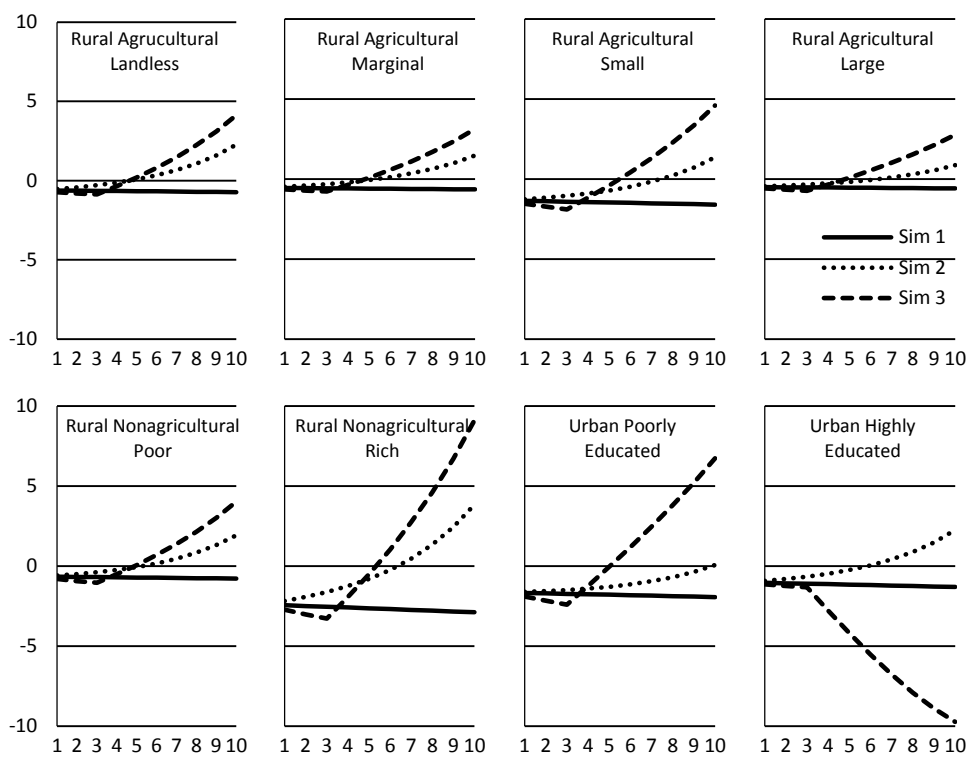 10
5
0
-5
-10
Rural Agrucultural
Landless
1 2 3 4 5 6 7 8 9 10
Rural Agricultural
Marginal
1 2 3 4 5 6 7 8 9 10
Rural Agricultural
Small
1 2 3 4 5 6 7 8 9 10
Rural Agricultural
Large
Sim 1
Sim 2
Sim 3
1 2 3 4 5 6 7 8 9 10
10
5
0
-5
-10
Rural Nonagricultural
Poor
1 2 3 4 5 6 7 8 9 10
Rural Nonagricultural
Rich
1 2 3 4 5 6 7 8 9 10
Urban Poorly
Educated
1 2 3 4 5 6 7 8 9 10
Urban Highly
Educated
1 2 3 4 5 6 7 8 9 10